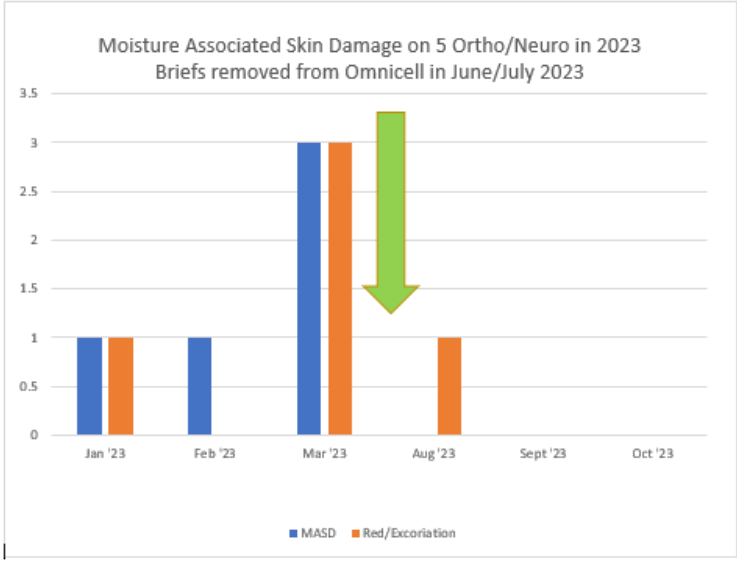 Moisture Associated Skin Damage on 5 Ortho/Neuro in 2023
Briefs removed from Omnicell in June/July 2023
3.5
3
2.5
2
1.5
1
0.5
0
Jan '23 Feb '23 Mar '23 Aug '23 Sept '23 Oct '23
MASD Red/Excoriation